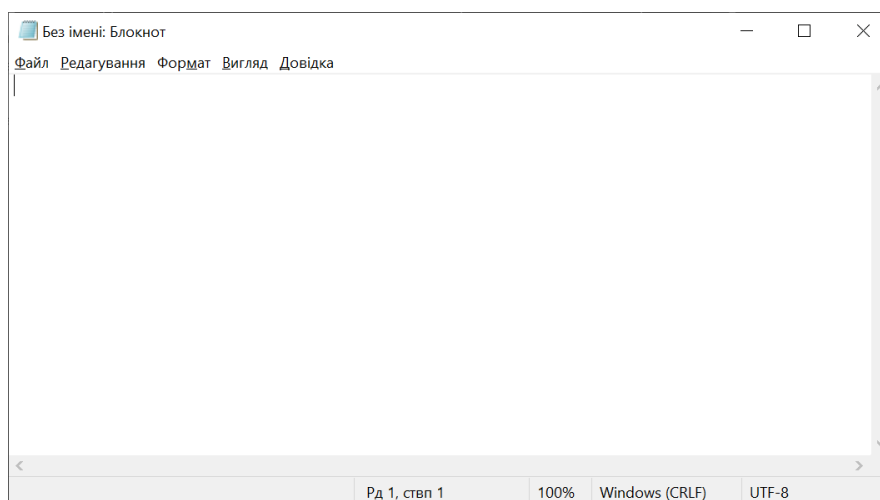 Без імені: Блокнот
Файл Редагування Формат Вигляд Довідка
Рд 1, ствп 1 100% Windows (CRLF) UTF-8